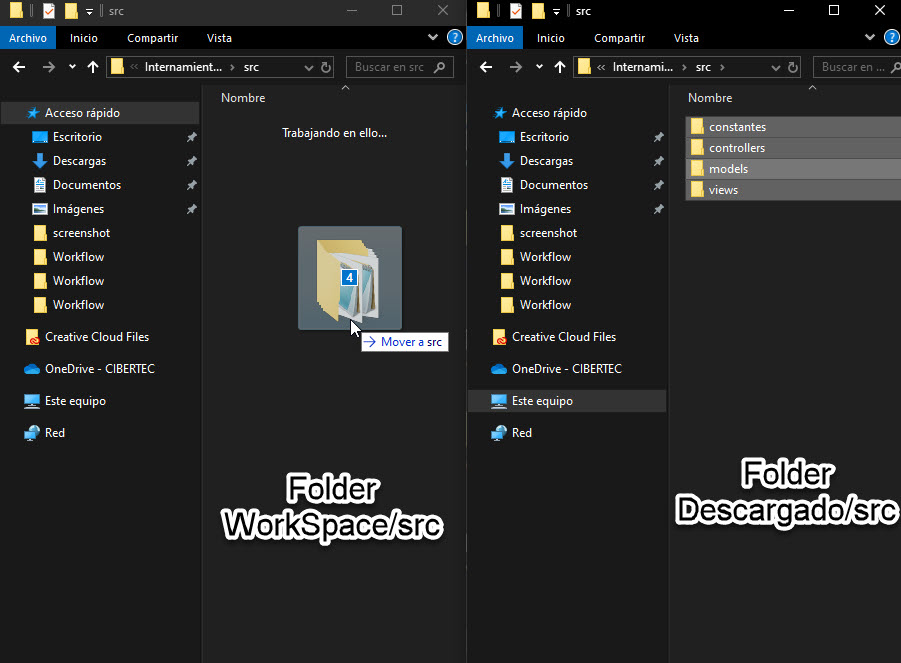 src
Archivo Inicio Compartir Vista
« Internamient... > src
Buscar en src
Acceso rápido
Escritorio
Descargas
Documentos
Imágenes
screenshot
Workflow
Workflow
Workflow
Creative Cloud Files
OneDrive - CIBERTEC
Este equipo
Red
Nombre
Trabajando en ello...
4
Mover a src
Folder
WorkSpace/src
src
Archivo Inicio Compartir Vista
?
« Internami... > src >
Buscar en ...
Acceso rápido
Escritorio
Descargas
Documentos
Imágenes
screenshot
Workflow
Workflow
Workflow
Creative Cloud Files
OneDrive - CIBERTEC
Este equipo
Red
Nombre
constantes
controllers
models
views
Folder
Descargado/src